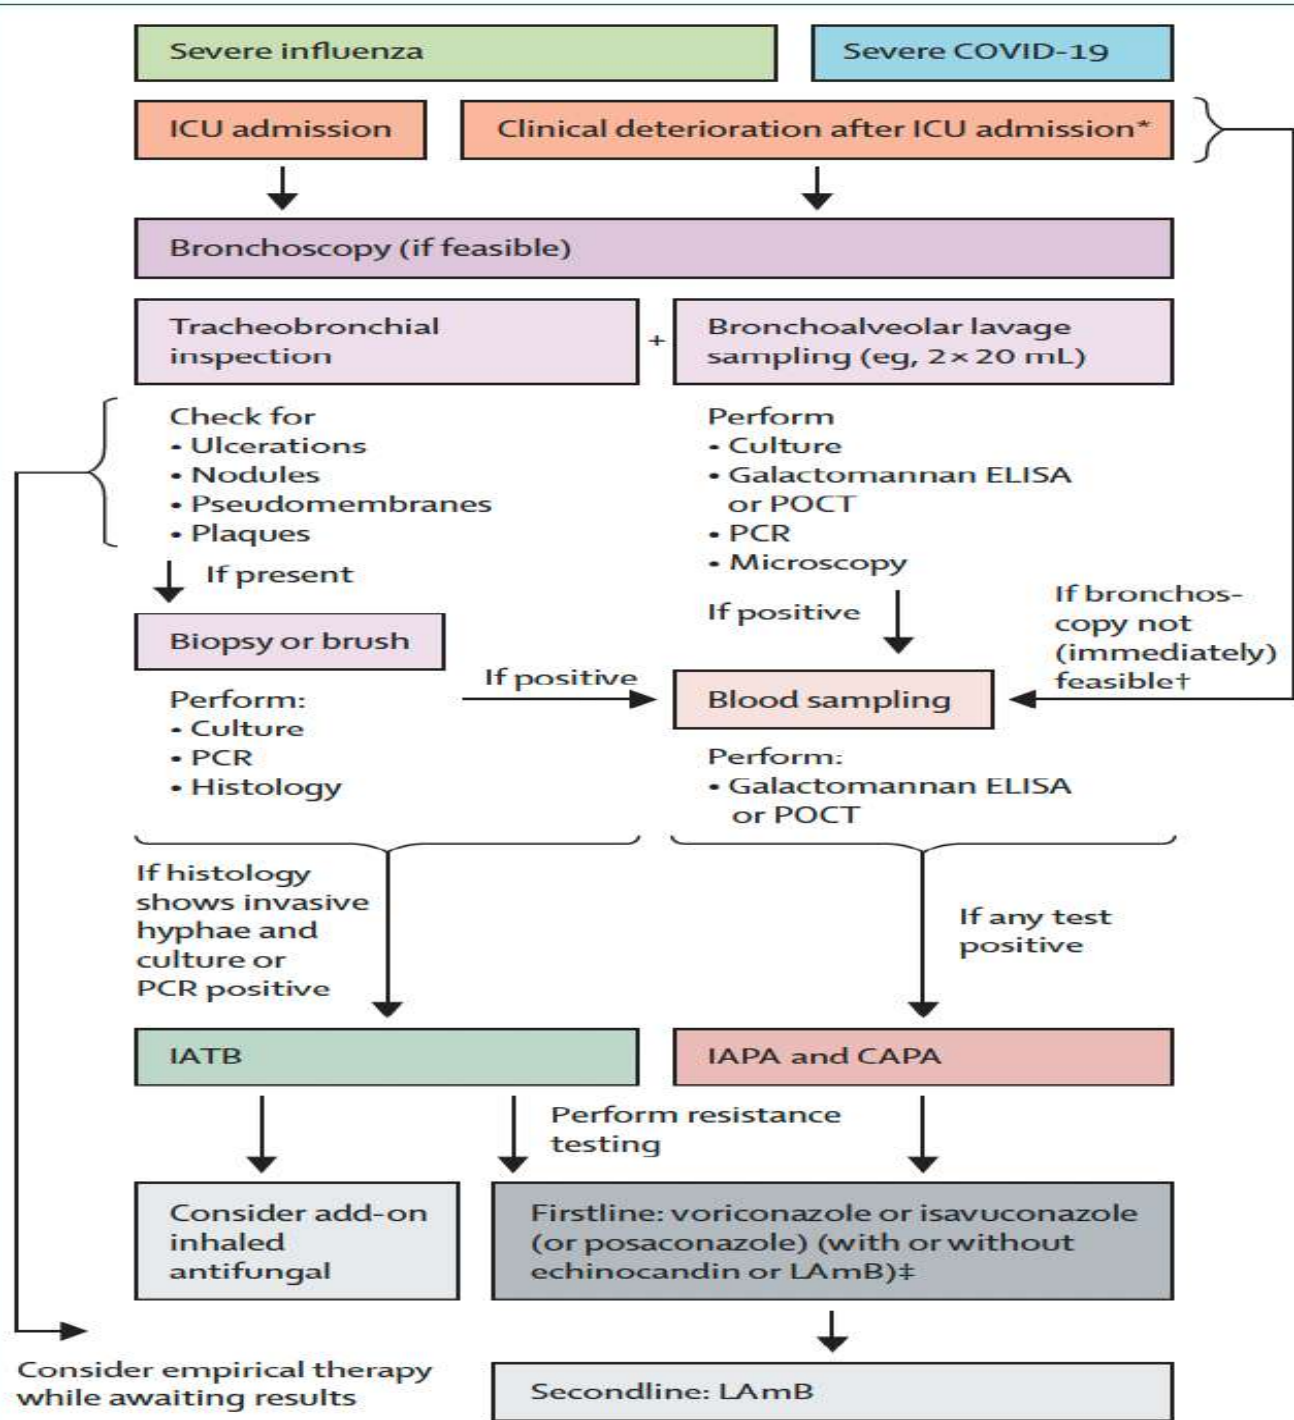 Severe influenza
Severe COVID-19
ICU admission
Clinical deterioration after ICU admission*
Bronchoscopy (if feasible)
Tracheobronchial
inspection
+
Bronchoalveolar lavage
sampling (eg, 2 × 20 mL)
Check for
• Ulcerations
• Nodules
• Pseudomembranes
• Plaques
If present
Perform
• Culture
• Galactomannan ELISA
or POCT
• PCR
• Microscopy
If positive
If bronchos-
copy not
(immediately)
feasible†
Biopsy or brush
Perform:
• Culture
• PCR
• Histology
If positive
Blood sampling
Perform:
• Galactomannan ELISA
or POCT
If histology
shows invasive
hyphae and
culture or
PCR positive
If any test
positive
IATB
IAPA and CAPA
Perform resistance
testing
Consider add-on
inhaled
antifungal
Firstline: voriconazole or isavuconazole
(or posaconazole) (with or without
echinocandin or LAmB)‡
Consider empirical therapy
while awaiting results
Secondline: LAmB